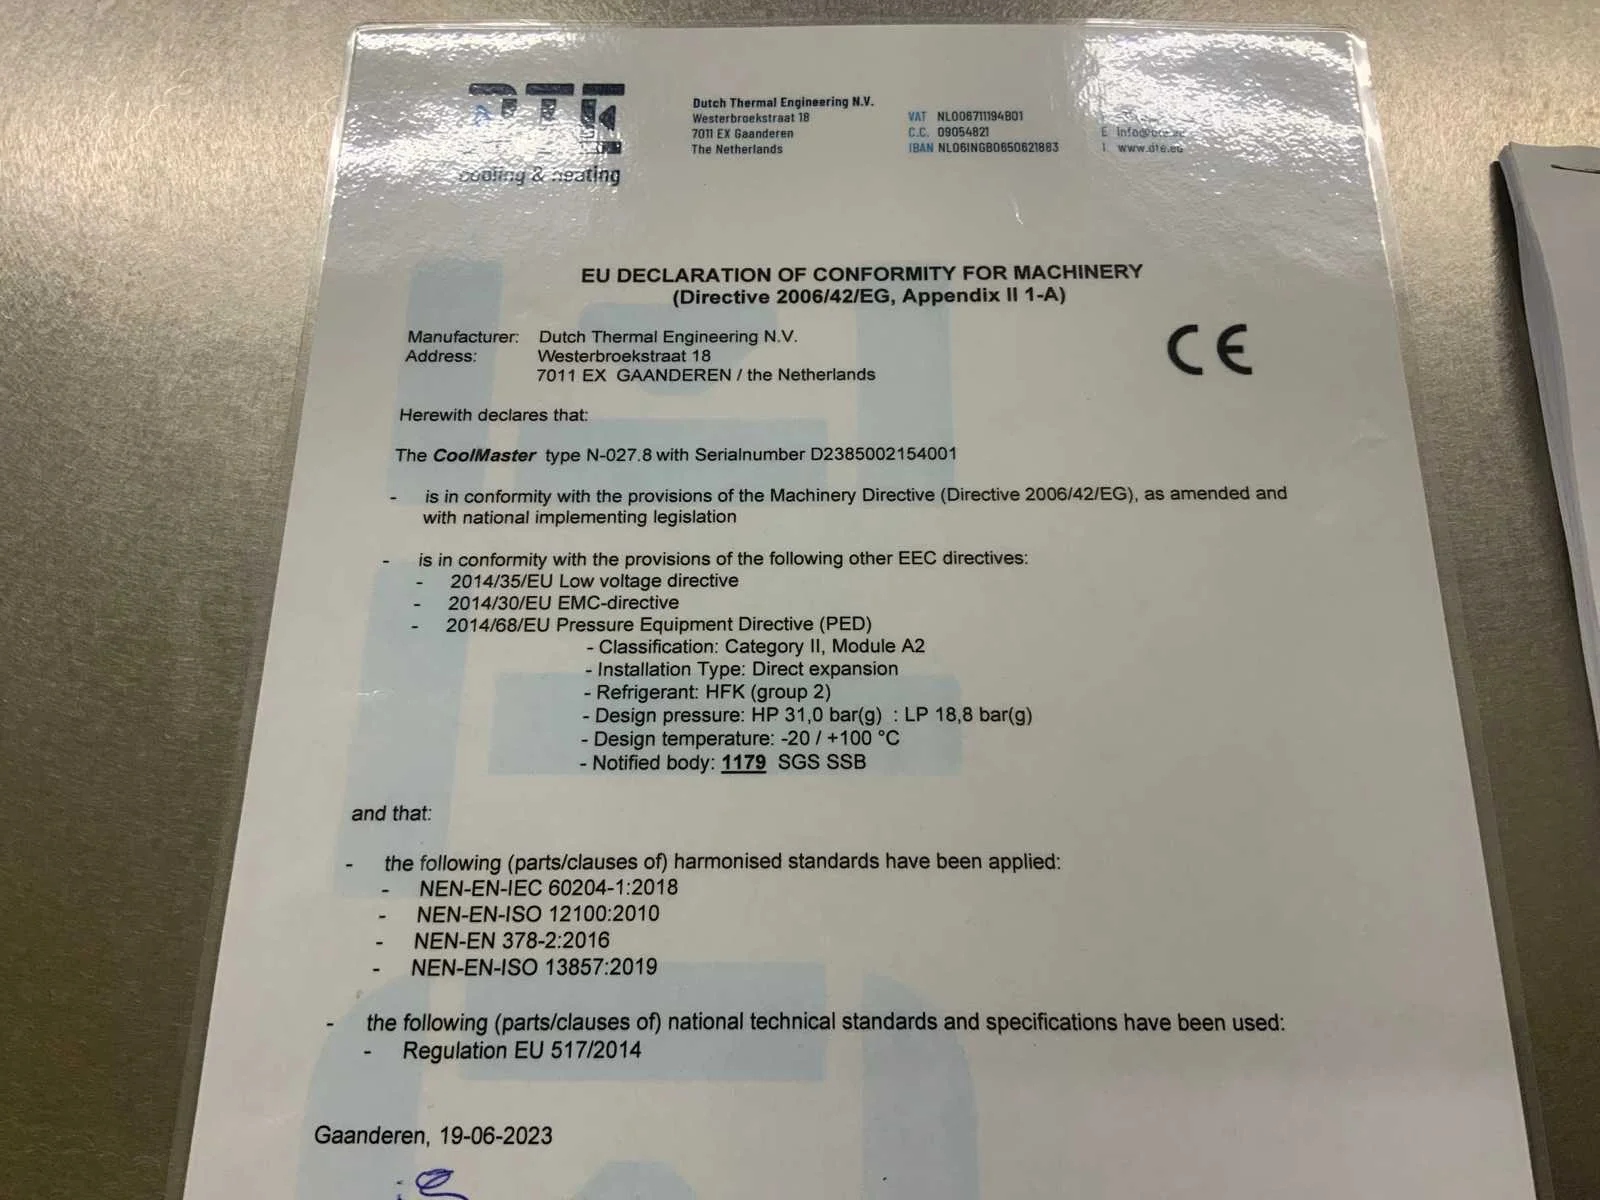 DTE
cooling & heating
Dutch Thermal Engineering N.V.
Westerbroekstraat 18
7011 EX Gaanderen
The Netherlands
VAT NL006711194B01
C.C. 09054821
IBAN NL06INGB0650621883
E info@dte.eu
I www.dte.eu
EU DECLARATION OF CONFORMITY FOR MACHINERY
(Directive 2006/42/EG, Appendix II 1-A)
Manufacturer: Dutch Thermal Engineering N.V.
Address: Westerbroekstraat 18
7011 EX GAANDEREN / the Netherlands
CE
Herewith declares that:
The CoolMaster type N-027.8 with Serialnumber D2385002154001
- is in conformity with the provisions of the Machinery Directive (Directive 2006/42/EG), as amended and
with national implementing legislation
- is in conformity with the provisions of the following other EEC directives:
- 2014/35/EU Low voltage directive
- 2014/30/EU EMC-directive
- 2014/68/EU Pressure Equipment Directive (PED)
- Classification: Category II, Module A2
- Installation Type: Direct expansion
- Refrigerant: HFK (group 2)
- Design pressure: HP 31,0 bar(g) : LP 18,8 bar(g)
- Design temperature: -20 / +100 °C
- Notified body: 1179 SGS SSB
and that:
- the following (parts/clauses of) harmonised standards have been applied:
- NEN-EN-IEC 60204-1:2018
- NEN-EN-ISO 12100:2010
- NEN-EN 378-2:2016
- NEN-EN-ISO 13857:2019
- the following (parts/clauses of) national technical standards and specifications have been used:
- Regulation EU 517/2014
Gaanderen, 19-06-2023